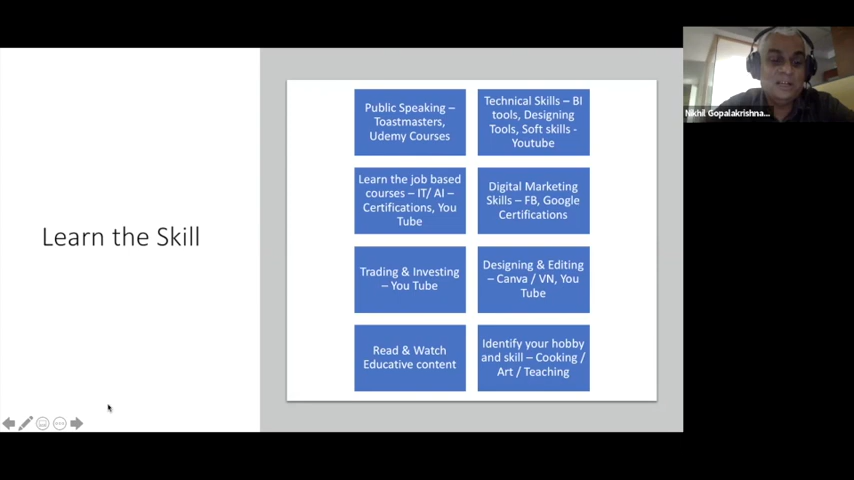 Learn the Skill
Public Speaking –
Toastmasters,
Udemy Courses
Technical Skills – BI
tools, Designing
Tools, Soft skills -
Youtube
Learn the job based
courses – IT/ AI –
Certifications, You
Tube
Digital Marketing
Skills – FB, Google
Certifications
Trading & Investing
– You Tube
Designing & Editing
– Canva / VN, You
Tube
Read & Watch
Educative content
Identify your hobby
and skill – Cooking /
Art / Teaching
Nikhil Gopalakrishna...